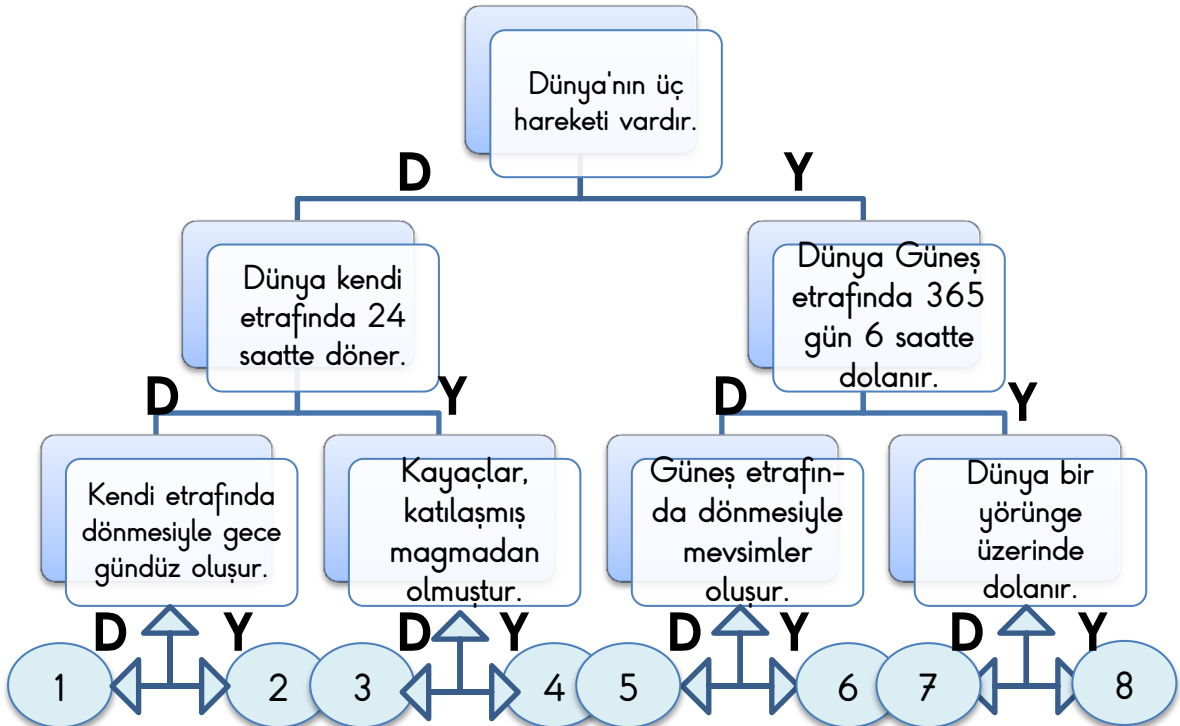 Dünya'nın üç
hareketi vardır.
D
Y
Dünya kendi
etrafında 24
saatte döner.
Dünya Güneş
etrafında 365
gün 6 saatte
dolanır.
D
Y
D
Y
Kendi etrafında
dönmesiyle gece
gündüz oluşur.
Kayaçlar,
katılaşmış
magmadan
olmuştur.
Güneş etrafın-
da dönmesiyle
mevsimler
oluşur.
Dünya bir
yörünge
üzerinde
dolanır.
D
Y
D
Y
D
Y
D
Y
1
2
3
4
5
6
7
8